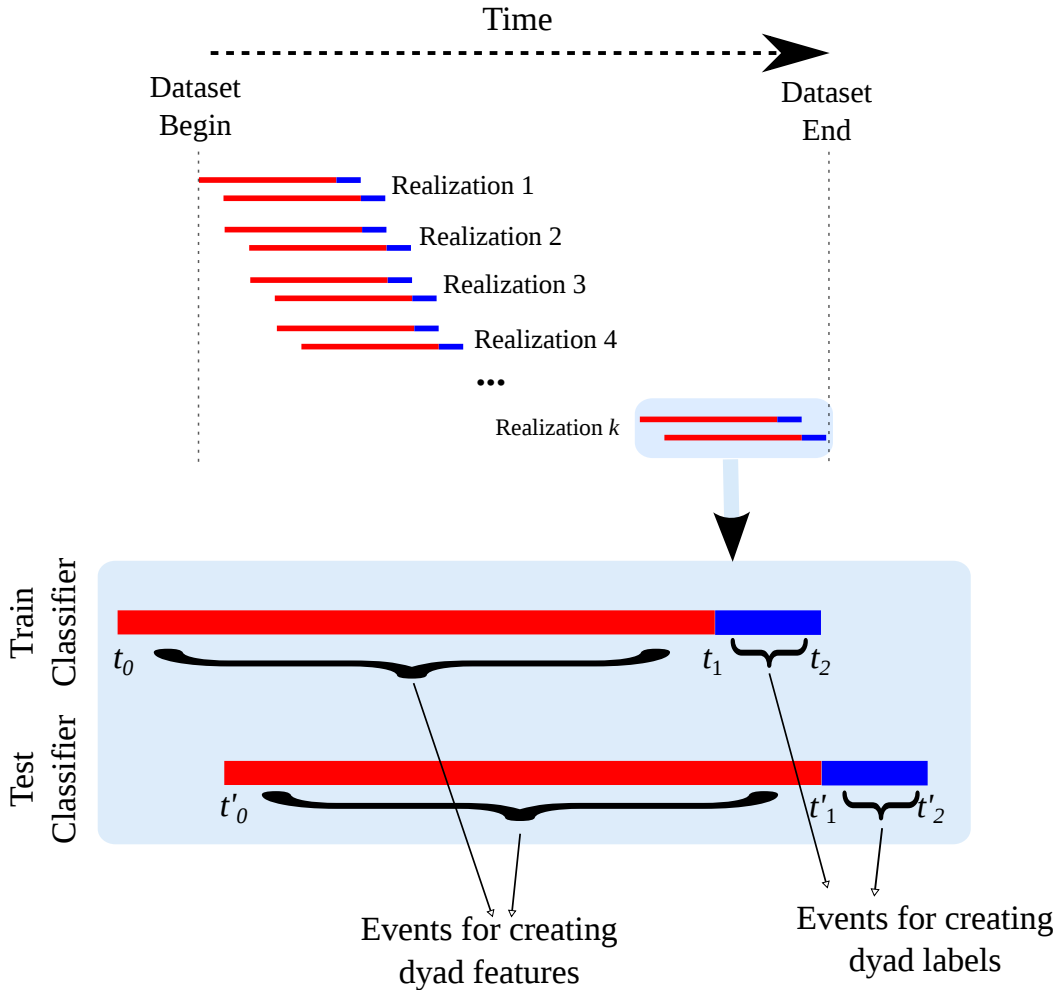 Time
Dataset
Begin
Dataset
End
Realization 1
Realization 2
Realization 3
Realization 4
...
Realization k
Train
Classifier
t0
t1
t2
Test
Classifier
t'0
t'1
t'2
Events for creating
dyad features
Events for creating
dyad labels